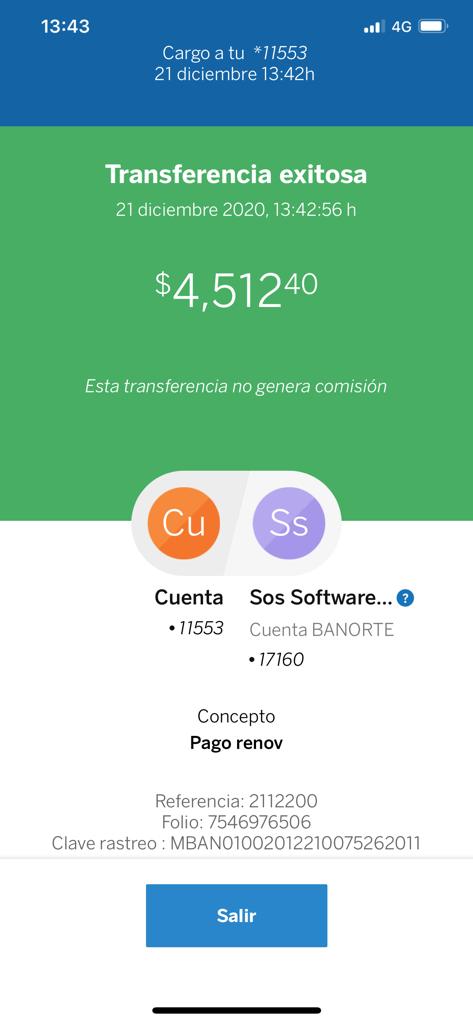 13:43
4G
Cargo a tu *11553
21 diciembre 13:42h
Transferencia exitosa
21 diciembre 2020, 13:42:56 h
$4,512 40
Esta transferencia no genera comisión
Cu Ss
Cuenta Sos Software... ?
•11553 Cuenta BANORTE
•17160
Concepto
Pago renov
Referencia: 2112200
Folio: 7546976506
Clave rastreo : MBAN01002012210075262011
Salir